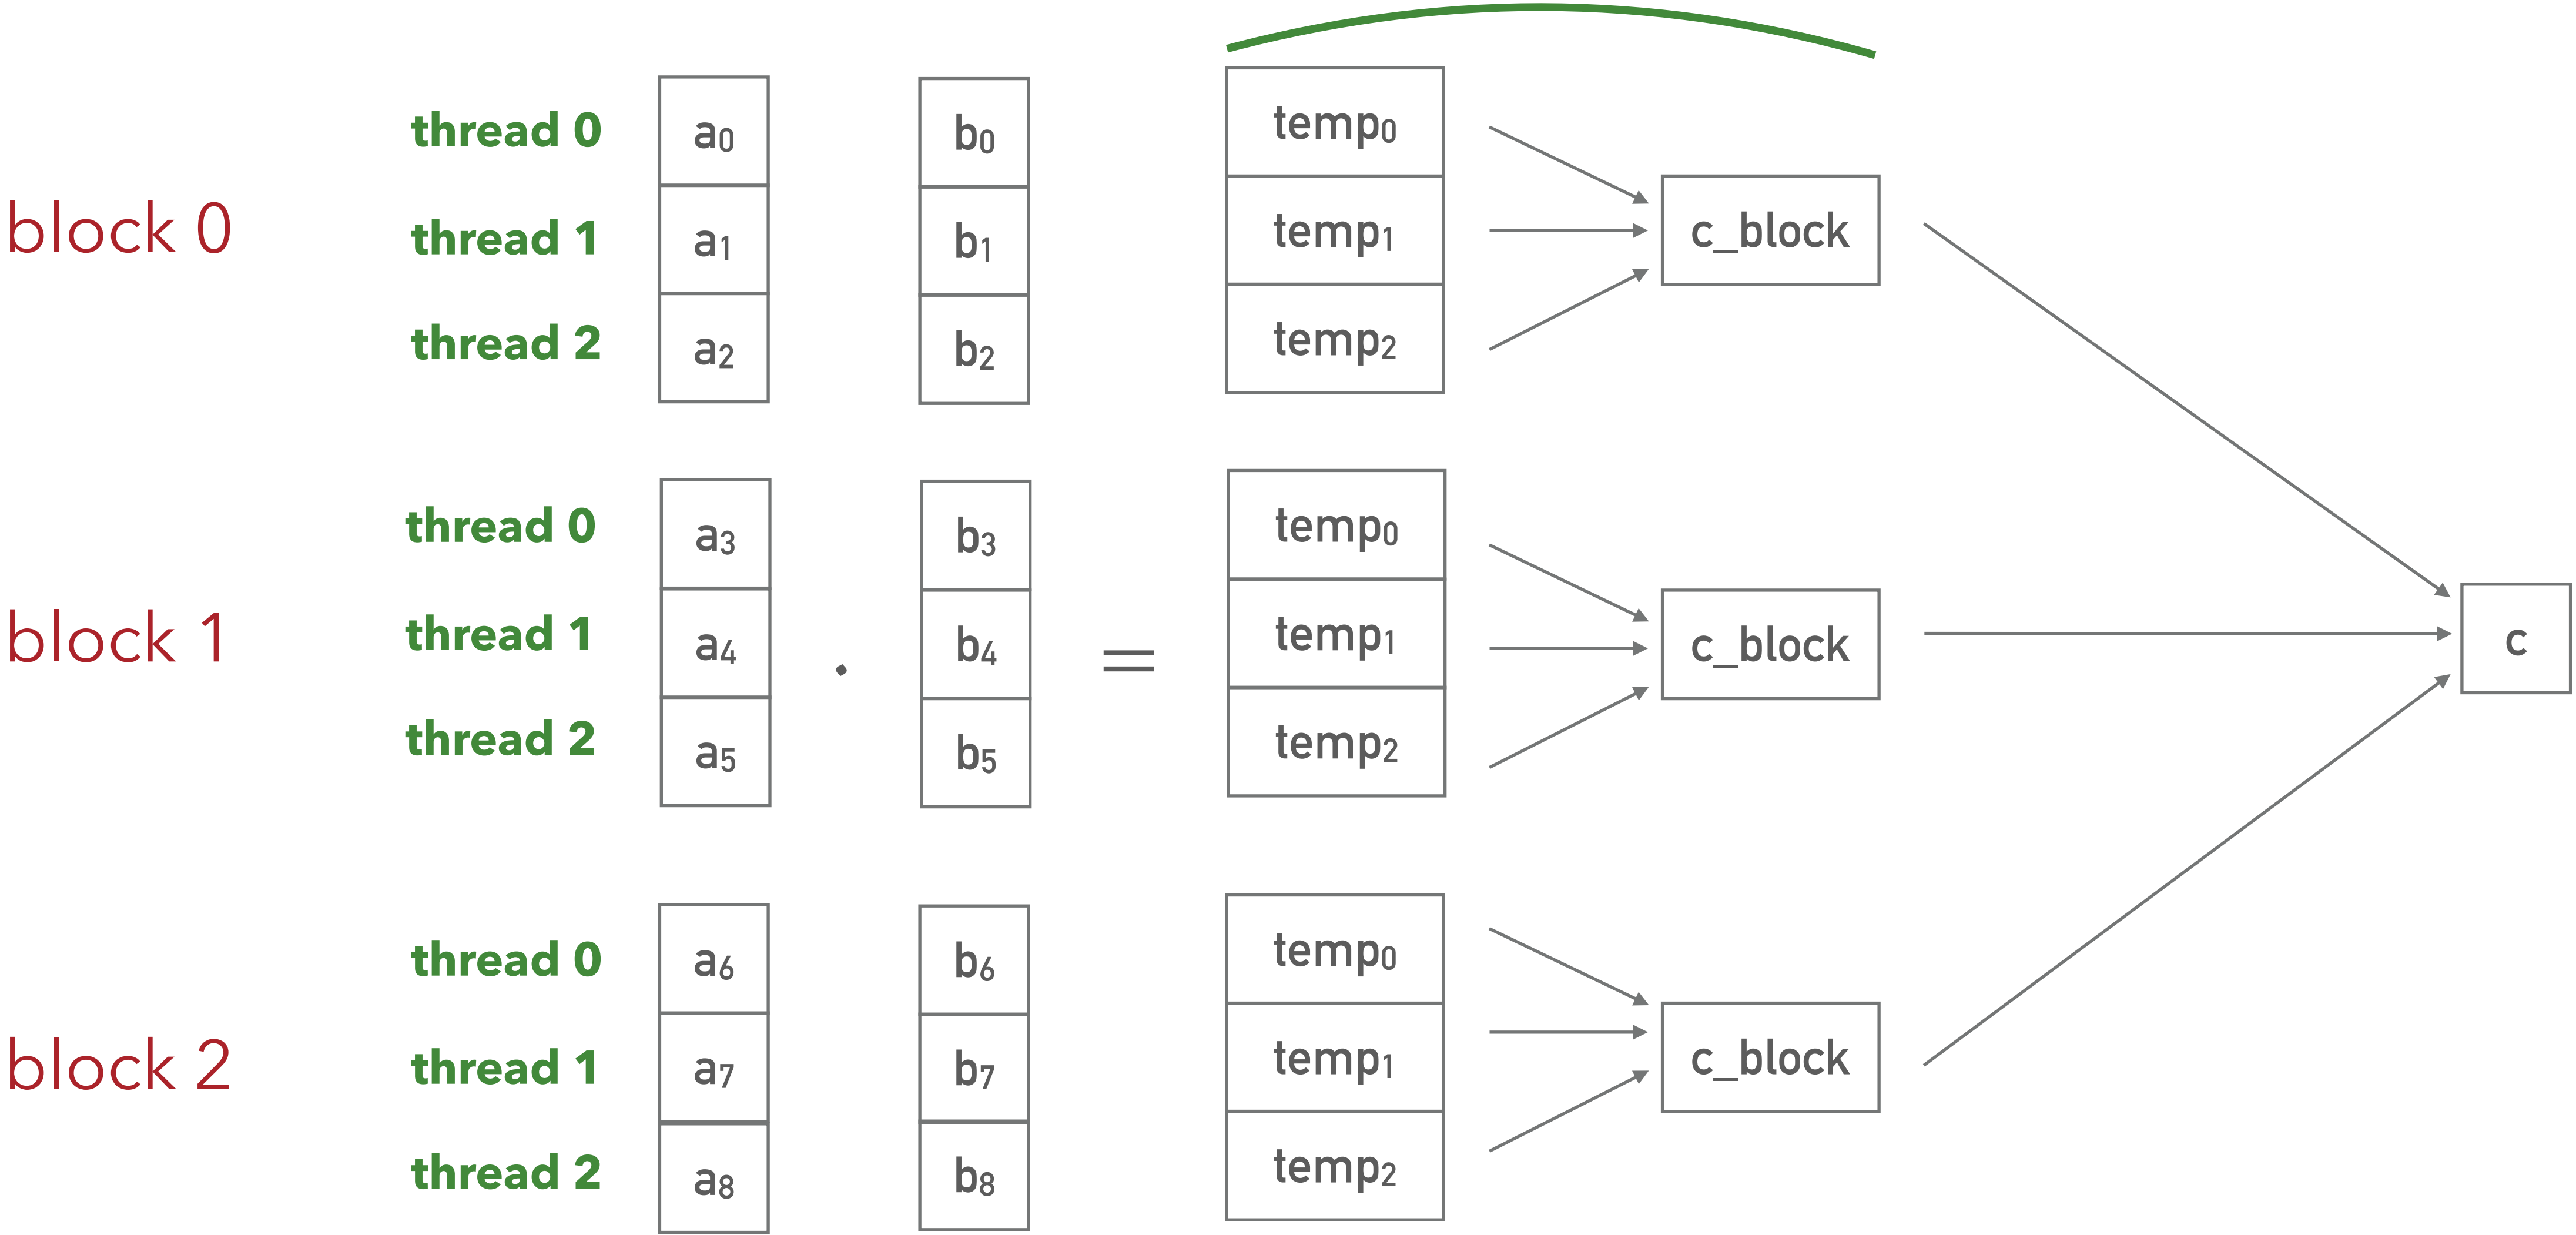 thread 0 a0 b0 temp0
block 0 thread 1 a1 b1 temp1 c_block
thread 2 a2 b2 temp2
thread 0 a3 b3 temp0
block 1 thread 1 a4 . b4 = temp1 c_block c
thread 2 a5 b5 temp2
thread 0 a6 b6 temp0
block 2 thread 1 a7 b7 temp1 c_block
thread 2 a8 b8 temp2